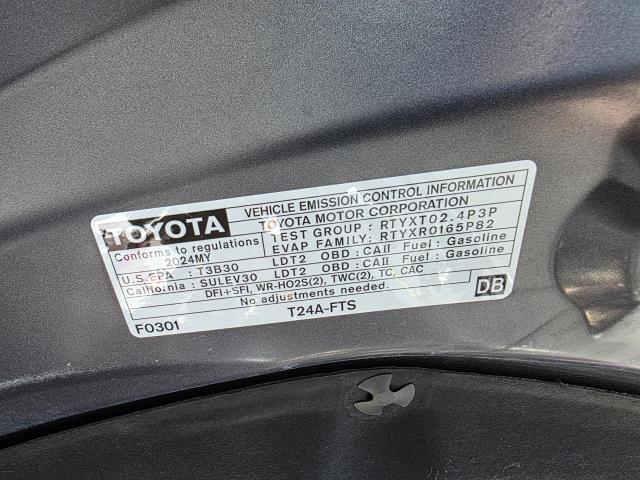 TOYOTA VEHICLE EMISSION CONTROL INFORMATION
TOYOTA MOTOR CORPORATION
Conforms to regulations TEST GROUP : RTYXT02.4P3P
2024MY EVAP FAMILY: RTYXR0165P82
U.S.EPA : T3B30 LDT2 OBD : CAII Fuel : Gasoline
California : SULEV30 LDT2 OBD : CAII Fuel : Gasoline
DFI+SFI, WR-HO2S(2), TWC(2), TC, CAC
No adjustments needed.
F0301 T24A-FTS DB